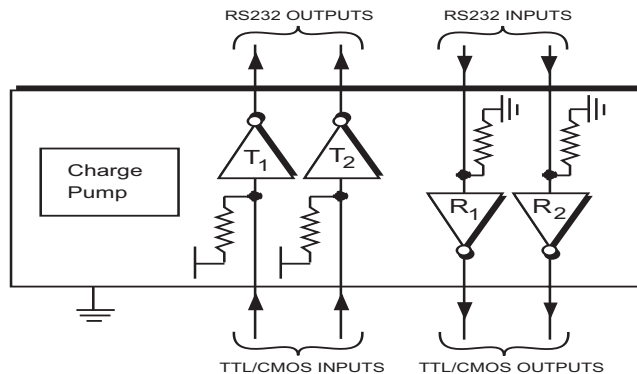 RS232 OUTPUTS
RS232 INPUTS
Charge
Pump
T1
T2
R1
R2
TTL/CMOS INPUTS
TTL/CMOS OUTPUTS